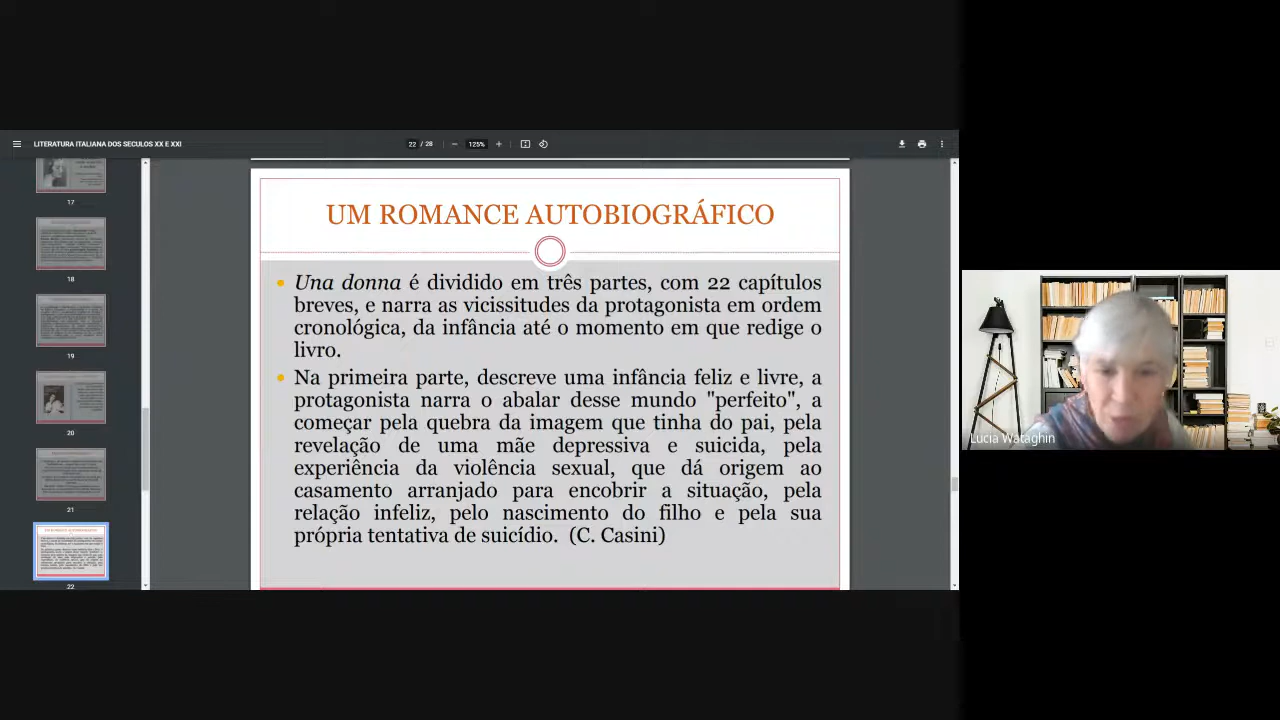 LITERATURA ITALIANA DOS SECULOS XX E XXI
22 / 28
125%
17
18
19
20
21
22
UM ROMANCE AUTOBIOGRÁFICO
Una donna é dividido em três partes, com 22 capítulos
breves, e narra as vicissitudes da protagonista em ordem
cronológica, da infância até o momento em que redige o
livro.
Na primeira parte, descreve uma infância feliz e livre, a
protagonista narra o abalar desse mundo "perfeito", a
começar pela quebra da imagem que tinha do pai, pela
revelação de uma mãe depressiva e suicida, pela
experiência da violência sexual, que dá origem ao
casamento arranjado para encobrir a situação, pela
relação infeliz, pelo nascimento do filho e pela sua
própria tentativa de suicídio. (C. Casini)
Lucia Wataghin